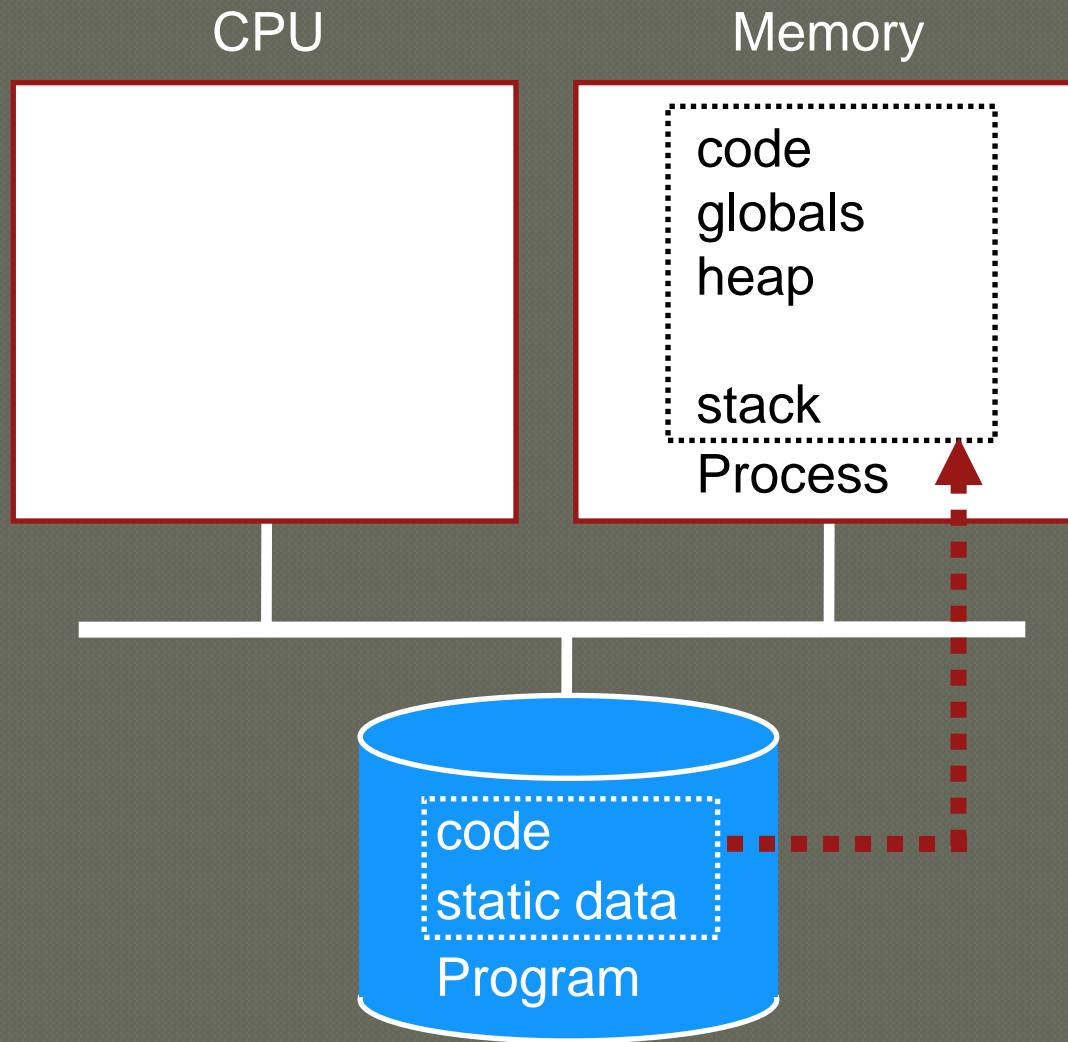 CPU
Memory
code
globals
heap
stack
Process
code
static data
Program